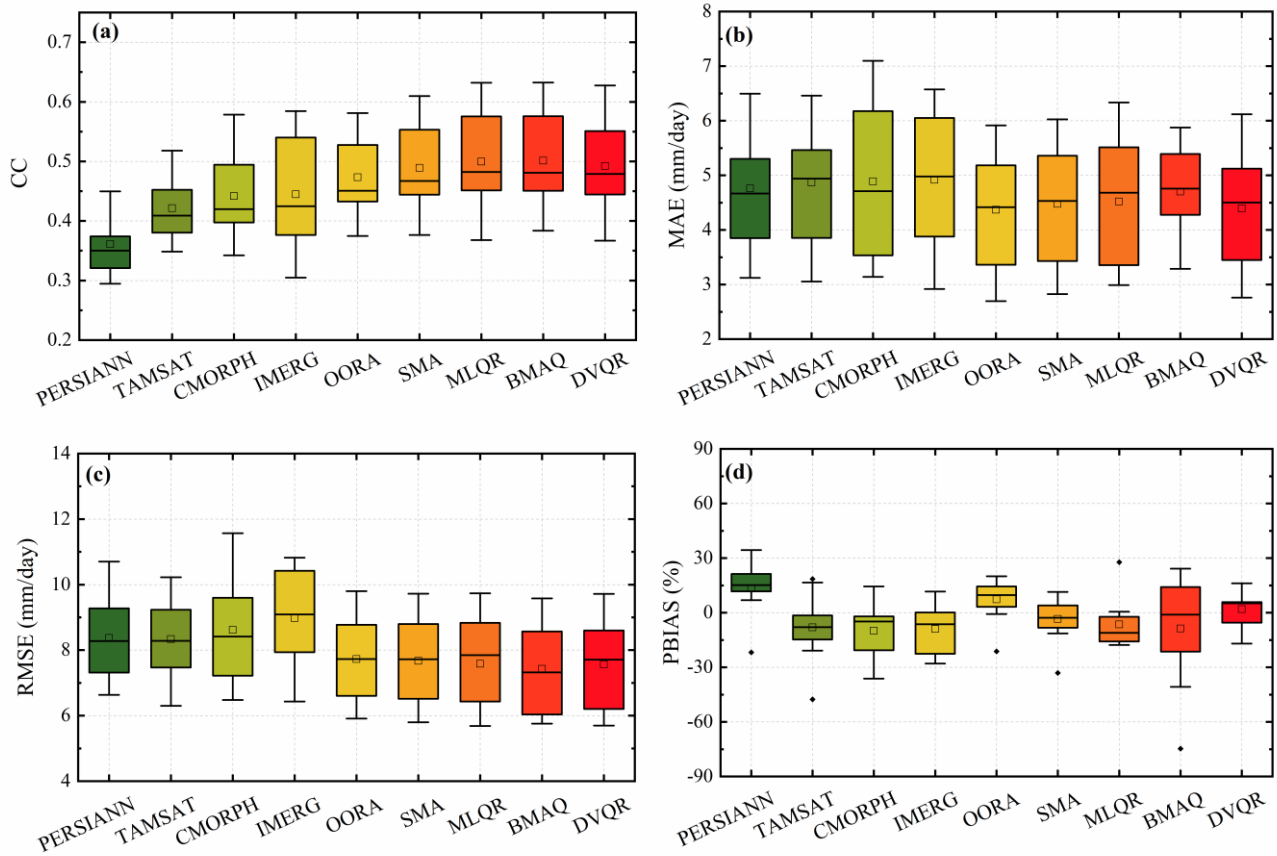 (a)
CC
0.7
0.6
0.5
0.4
0.3
0.2
PERSIANN
TAMSAT
CMORPH
IMERG
OORA
SMA
MLQR
BMAQ
DVQR
(b)
MAE (mm/day)
8
7
6
5
4
3
2
PERSIANN
TAMSAT
CMORPH
IMERG
OORA
SMA
MLQR
BMAQ
DVQR
(c)
RMSE (mm/day)
14
12
10
8
6
4
PERSIANN
TAMSAT
CMORPH
IMERG
OORA
SMA
MLQR
BMAQ
DVQR
(d)
PBIAS (%)
90
60
30
0
-30
-60
-90
PERSIANN
TAMSAT
CMORPH
IMERG
OORA
SMA
MLQR
BMAQ
DVQR